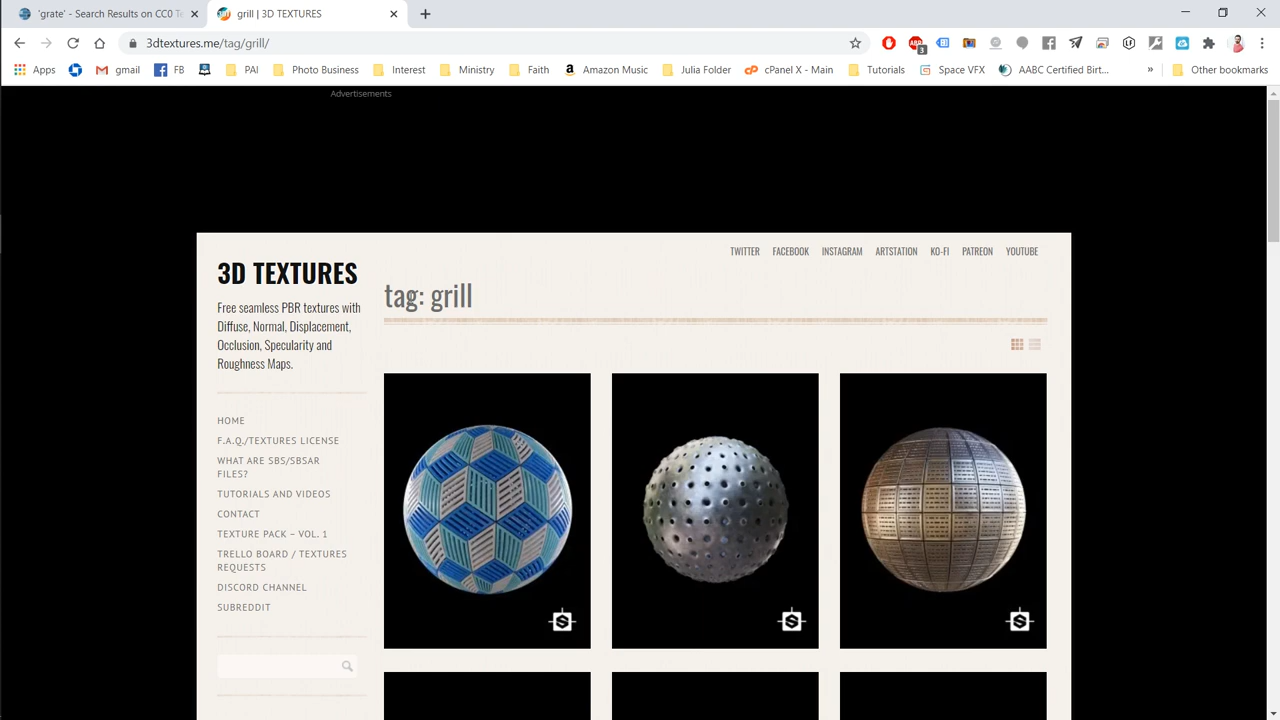 'grate' - Search Results on CC0 Te
grill | 3D TEXTURES
3dtextures.me/tag/grill/
3
Apps
gmail
FB
PAI
Photo Business
Interest
Ministry
Faith
Amazon Music
Julia Folder
cPanel X - Main
Tutorials
Space VFX
AABC Certified Birt...
»
Other bookmarks
Advertisements
TWITTER FACEBOOK INSTAGRAM ARTSTATION KO-FI PATREON YOUTUBE
3D TEXTURES
Free seamless PBR textures with
Diffuse, Normal, Displacement,
Occlusion, Specularity and
Roughness Maps.
tag: grill
HOME
F.A.Q./TEXTURES LICENSE
WHAT ARE SBS/SBSAR
FILES?
TUTORIALS AND VIDEOS
CONTACT
TEXTURE PACK – VOL. 1
TRELLO BOARD / TEXTURES
REQUESTS
DISCORD CHANNEL
SUBREDDIT